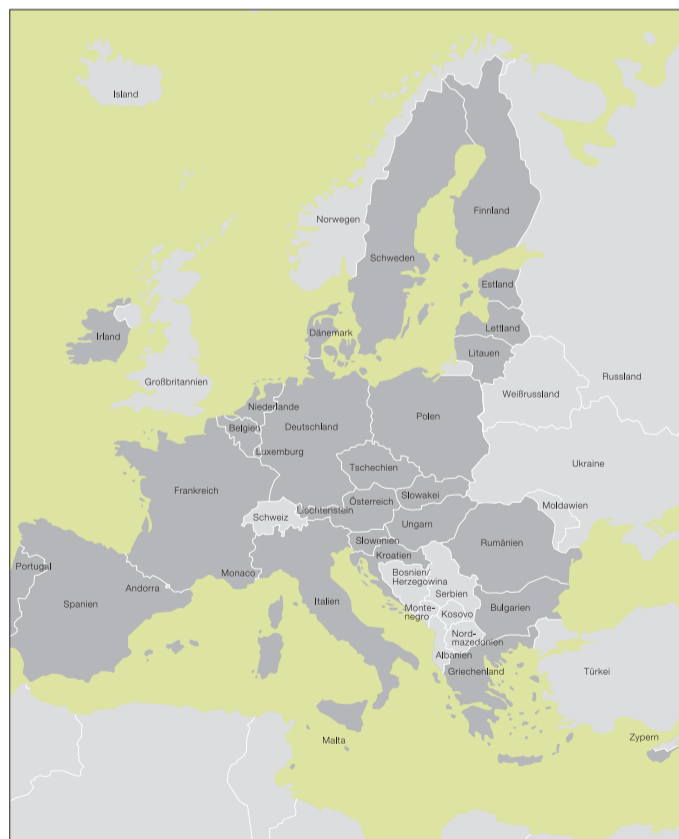 Island
Norwegen
Finnland
Schweden
Estland
Lettland
Litauen
Dänemark
Irland
Großbritannien
Russland
Weißrussland
Niederlande
Belgien
Deutschland
Polen
Luxemburg
Tschechien
Ukraine
Frankreich
Slowakei
Österreich
Liechtenstein
Moldawien
Schweiz
Ungarn
Slowenien
Rumänien
Kroatien
Portugal
Andorra
Monaco
Bosnien/
Herzegowina
Spanien
Italien
Serbien
Monte-
negro
Kosovo
Bulgarien
Nord-
mazedonien
Albanien
Griechenland
Türkei
Malta
Zypern